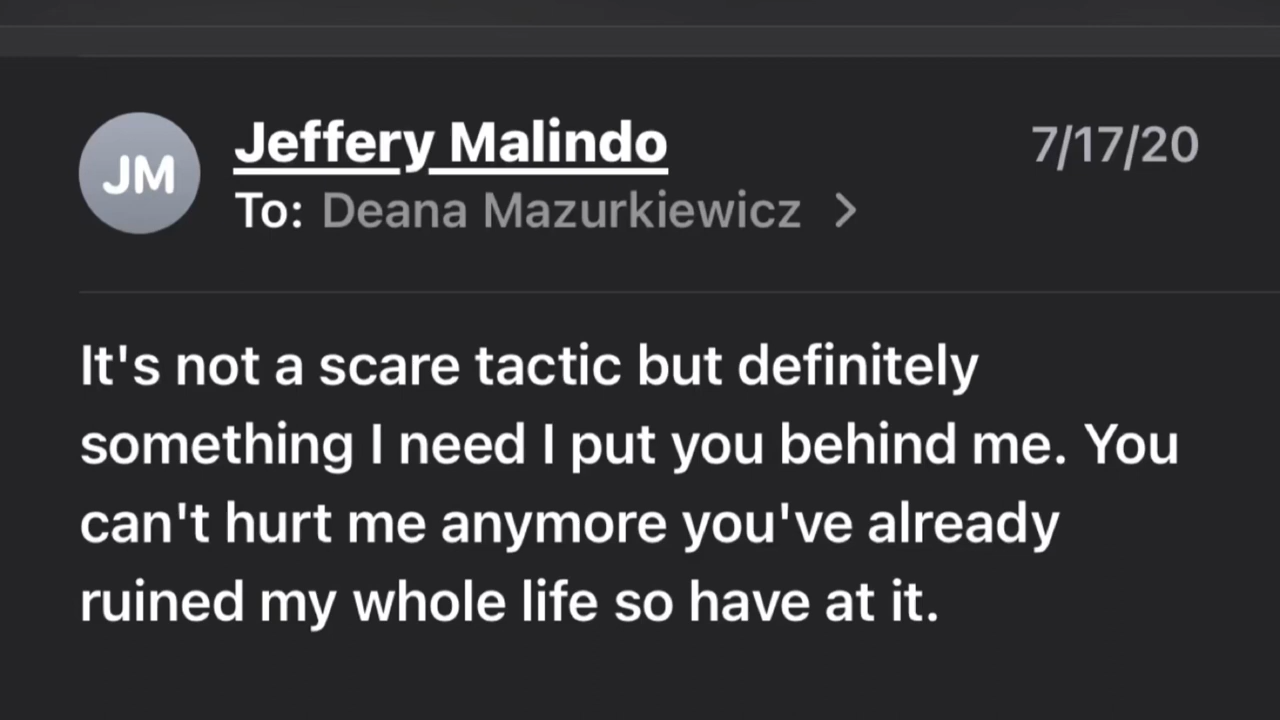 JM
Jeffery Malindo
7/17/20
To: Deana Mazurkiewicz >
It's not a scare tactic but definitely
something I need I put you behind me. You
can't hurt me anymore you've already
ruined my whole life so have at it.